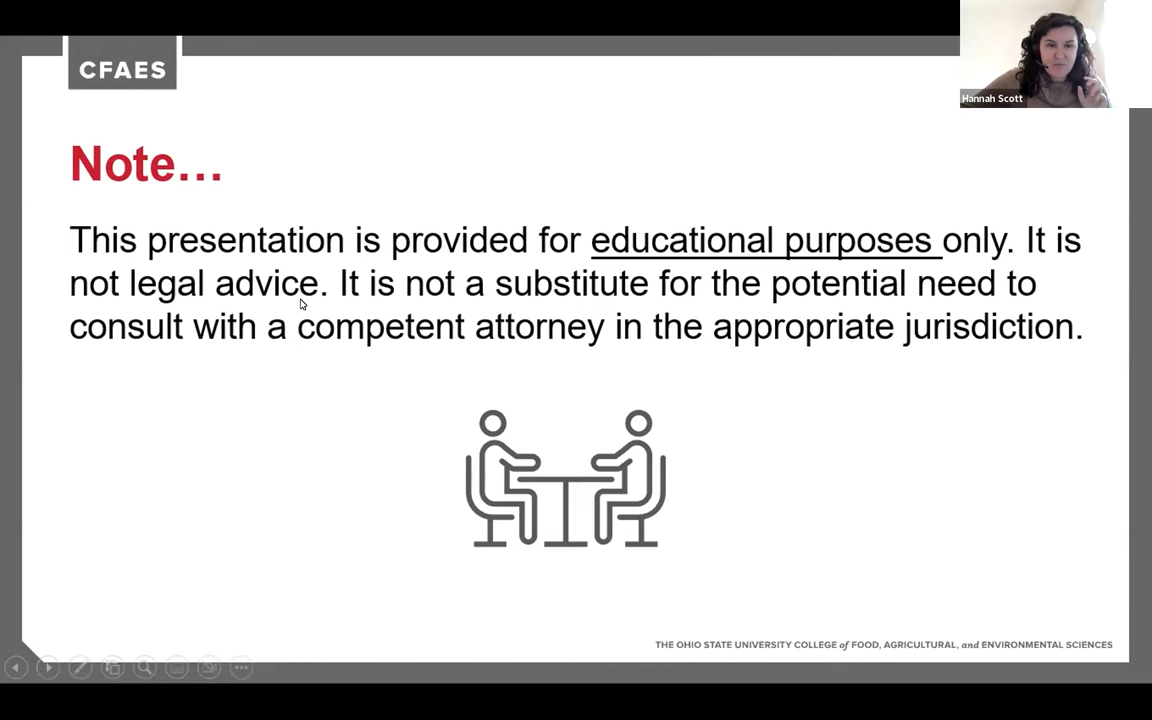 CFAES
Hannah Scott
Note…
This presentation is provided for educational purposes only. It is
not legal advice. It is not a substitute for the potential need to
consult with a competent attorney in the appropriate jurisdiction.
THE OHIO STATE UNIVERSITY COLLEGE of FOOD, AGRICULTURAL, and ENVIRONMENTAL SCIENCES